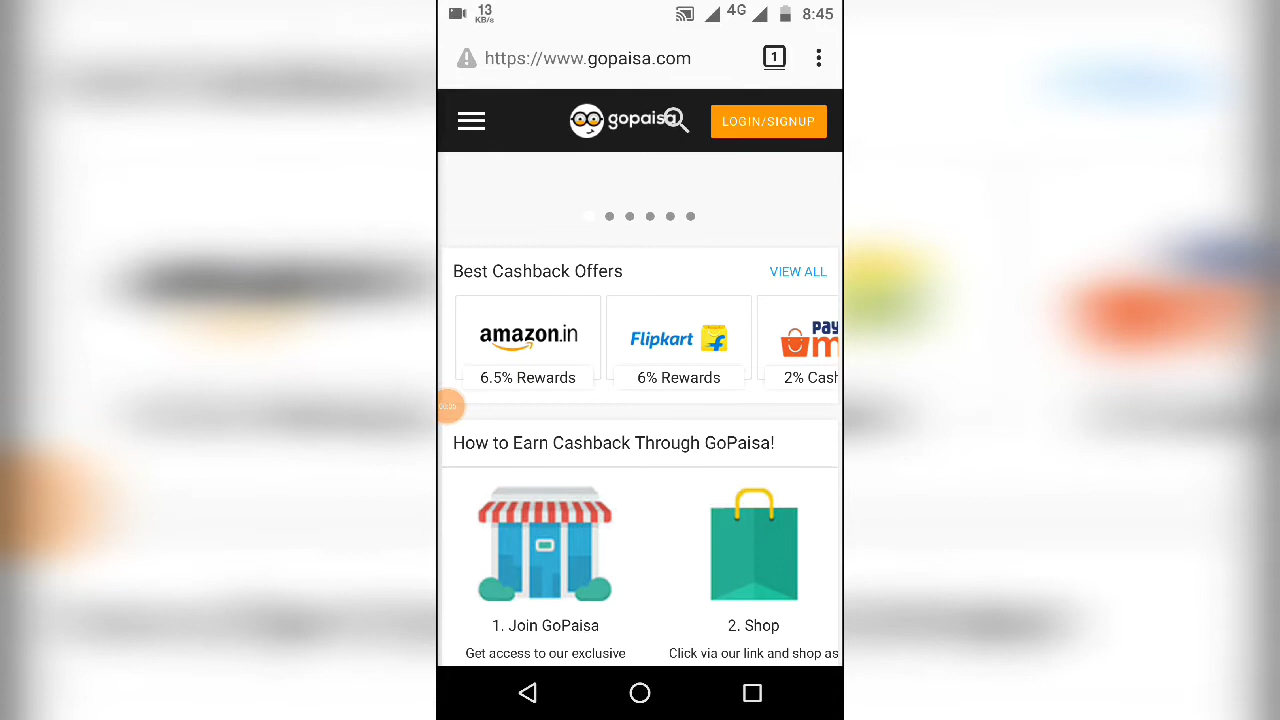 13 KB/s 4G 8:45
https://www.gopaisa.com 1
gopaisa LOGIN/SIGNUP
Best Cashback Offers VIEW ALL
amazon.in Flipkart Pay m
6.5% Rewards 6% Rewards 2% Cash
How to Earn Cashback Through GoPaisa!
1. Join GoPaisa 2. Shop
Get access to our exclusive Click via our link and shop as